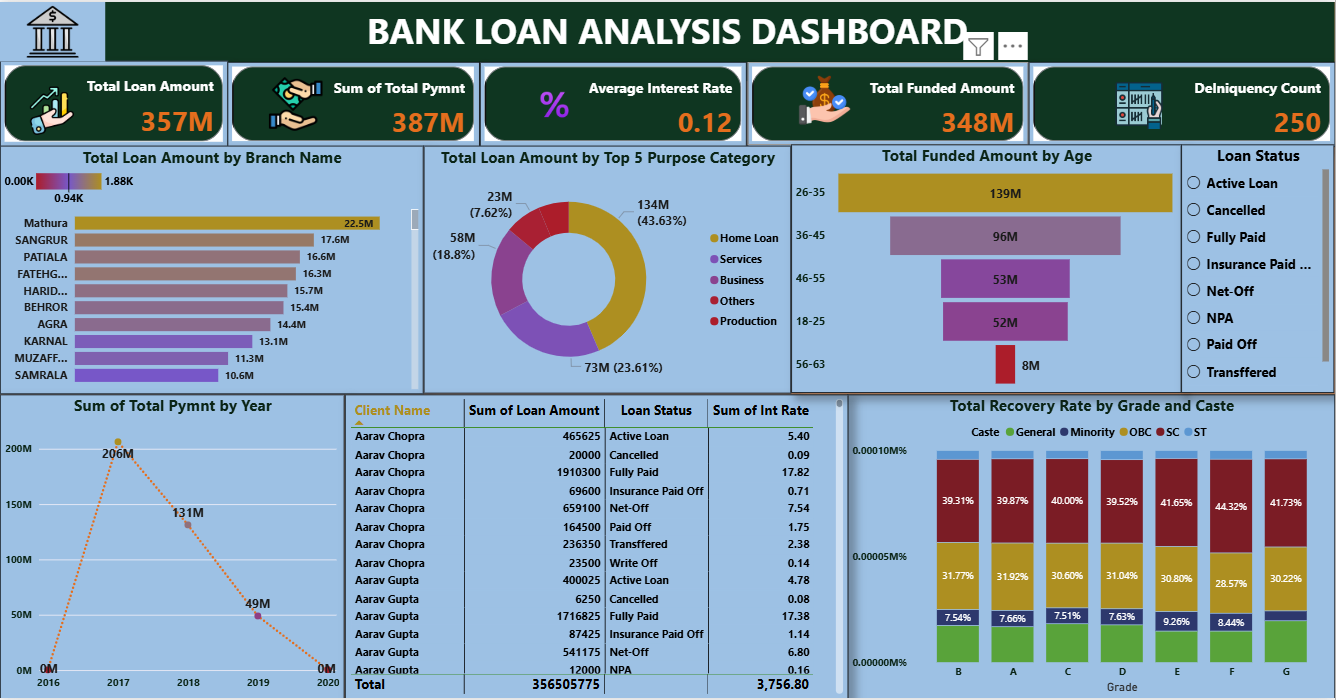 $
BANK LOAN ANALYSIS DASHBOARD
Total Loan Amount
357M
Sum of Total Pymnt
387M
%
Average Interest Rate
0.12
$
Total Funded Amount
348M
Delniquency Count
250
Total Loan Amount by Branch Name
0.00K 1.88K
0.94K
Mathura 22.5M
SANGRUR 17.6M
PATIALA 16.6M
FATEHG... 16.3M
HARID... 15.7M
BEHROR 15.4M
AGRA 14.4M
KARNAL 13.1M
MUZAFF... 11.3M
SAMRALA 10.6M
Total Loan Amount by Top 5 Purpose Category
134M
(43.63%)
73M (23.61%)
58M
(18.8%)
23M
(7.62%)
Home Loan
Services
Business
Others
Production
Total Funded Amount by Age
26-35 139M
36-45 96M
46-55 53M
18-25 52M
56-63 8M
Loan Status
Active Loan
Cancelled
Fully Paid
Insurance Paid ...
Net-Off
NPA
Paid Off
Transffered
Sum of Total Pymnt by Year
200M
150M
100M
50M
0M
0M
206M
131M
49M
0M
2016 2017 2018 2019 2020
Client Name Sum of Loan Amount Loan Status Sum of Int Rate
Aarav Chopra 465625 Active Loan 5.40
Aarav Chopra 20000 Cancelled 0.09
Aarav Chopra 1910300 Fully Paid 17.82
Aarav Chopra 69600 Insurance Paid Off 0.71
Aarav Chopra 659100 Net-Off 7.54
Aarav Chopra 164500 Paid Off 1.75
Aarav Chopra 236350 Transffered 2.38
Aarav Chopra 23500 Write Off 0.14
Aarav Gupta 400025 Active Loan 4.78
Aarav Gupta 6250 Cancelled 0.08
Aarav Gupta 1716825 Fully Paid 17.38
Aarav Gupta 87425 Insurance Paid Off 1.14
Aarav Gupta 541175 Net-Off 6.80
Aarav Gupta 12000 NPA 0.16
Total 356505775 3,756.80
Total Recovery Rate by Grade and Caste
Caste General Minority OBC SC ST
0.00010M%
0.00005M%
0.00000M%
39.31% 39.87% 40.00% 39.52% 41.65% 44.32% 41.73%
31.77% 31.92% 30.60% 31.04% 30.80% 28.57% 30.22%
7.54% 7.66% 7.51% 7.63% 9.26% 8.44%
B A C D E F G
Grade